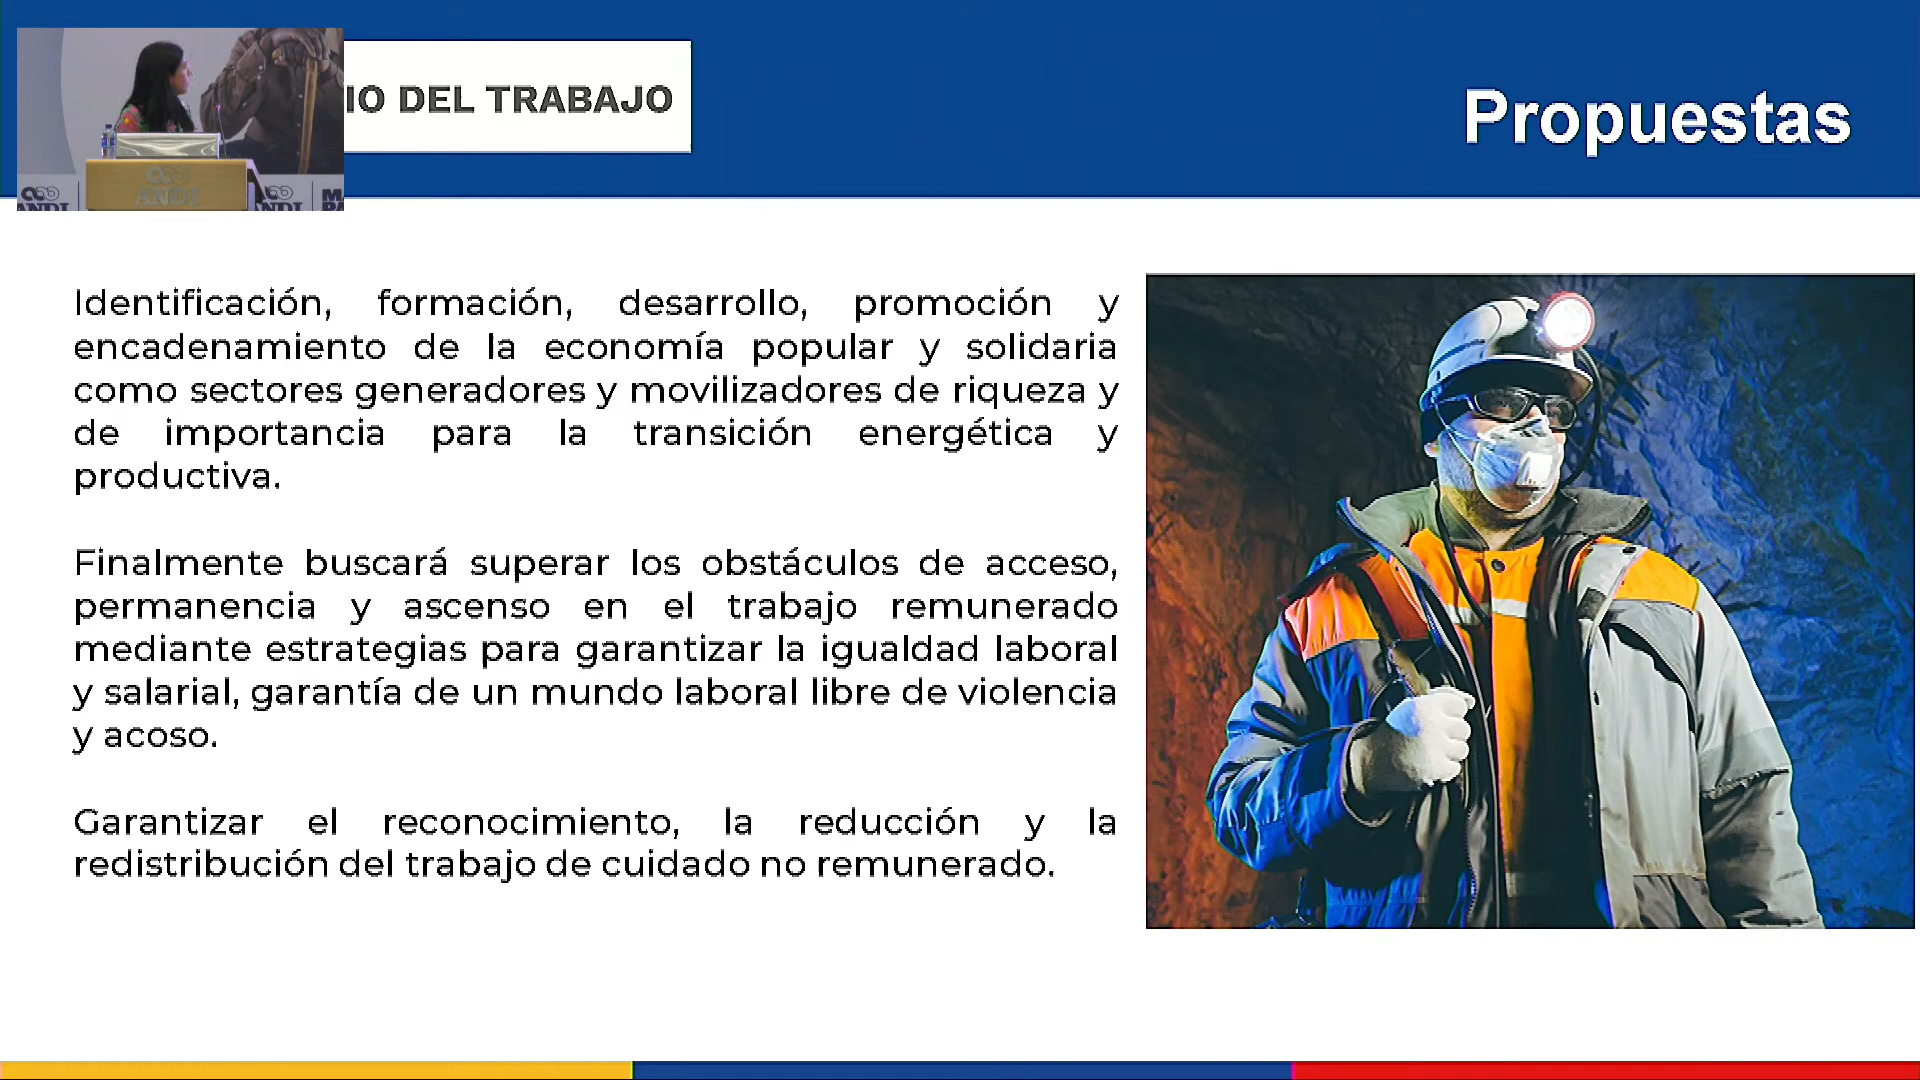 IO DEL TRABAJO
Propuestas
ANDI
ANDI
ANDI
Identificación, formación, desarrollo, promoción y
encadenamiento de la economía popular y solidaria
como sectores generadores y movilizadores de riqueza y
de importancia para la transición energética y
productiva.
Finalmente buscará superar los obstáculos de acceso,
permanencia y ascenso en el trabajo remunerado
mediante estrategias para garantizar la igualdad laboral
y salarial, garantía de un mundo laboral libre de violencia
y acoso.
Garantizar el reconocimiento, la reducción y la
redistribución del trabajo de cuidado no remunerado.